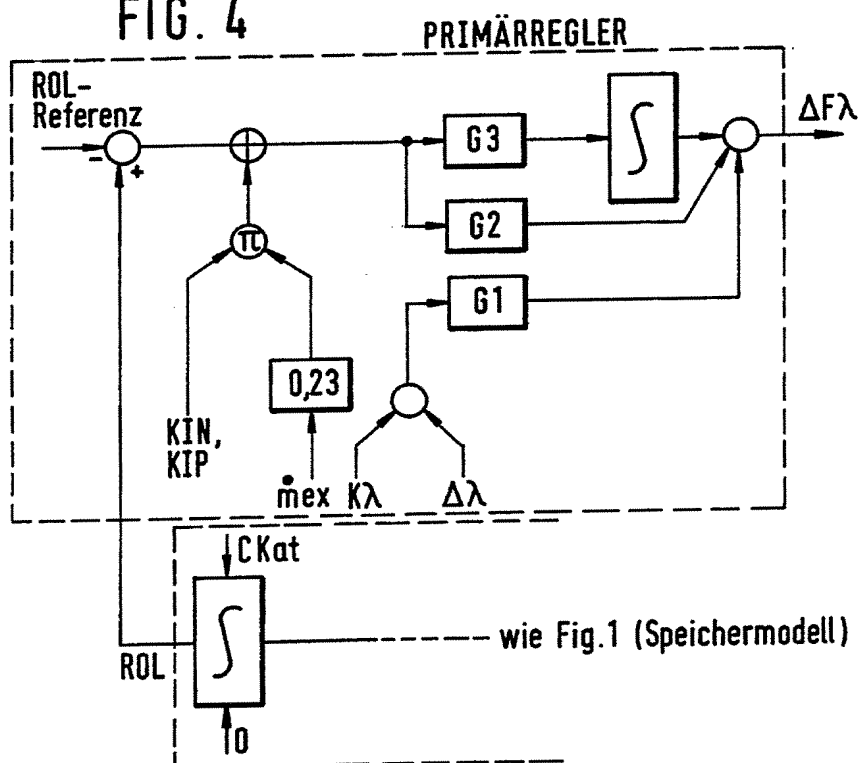 FIG. 4
PRIMÄRREGLER
ROL-
Referenz
ΔFλ
-
+
G3
∫
G2
π
G1
0,23
KIN,
KIP
ṁex
Kλ
Δλ
CKat
∫
wie Fig.1 (Speichermodell)
ROL
0